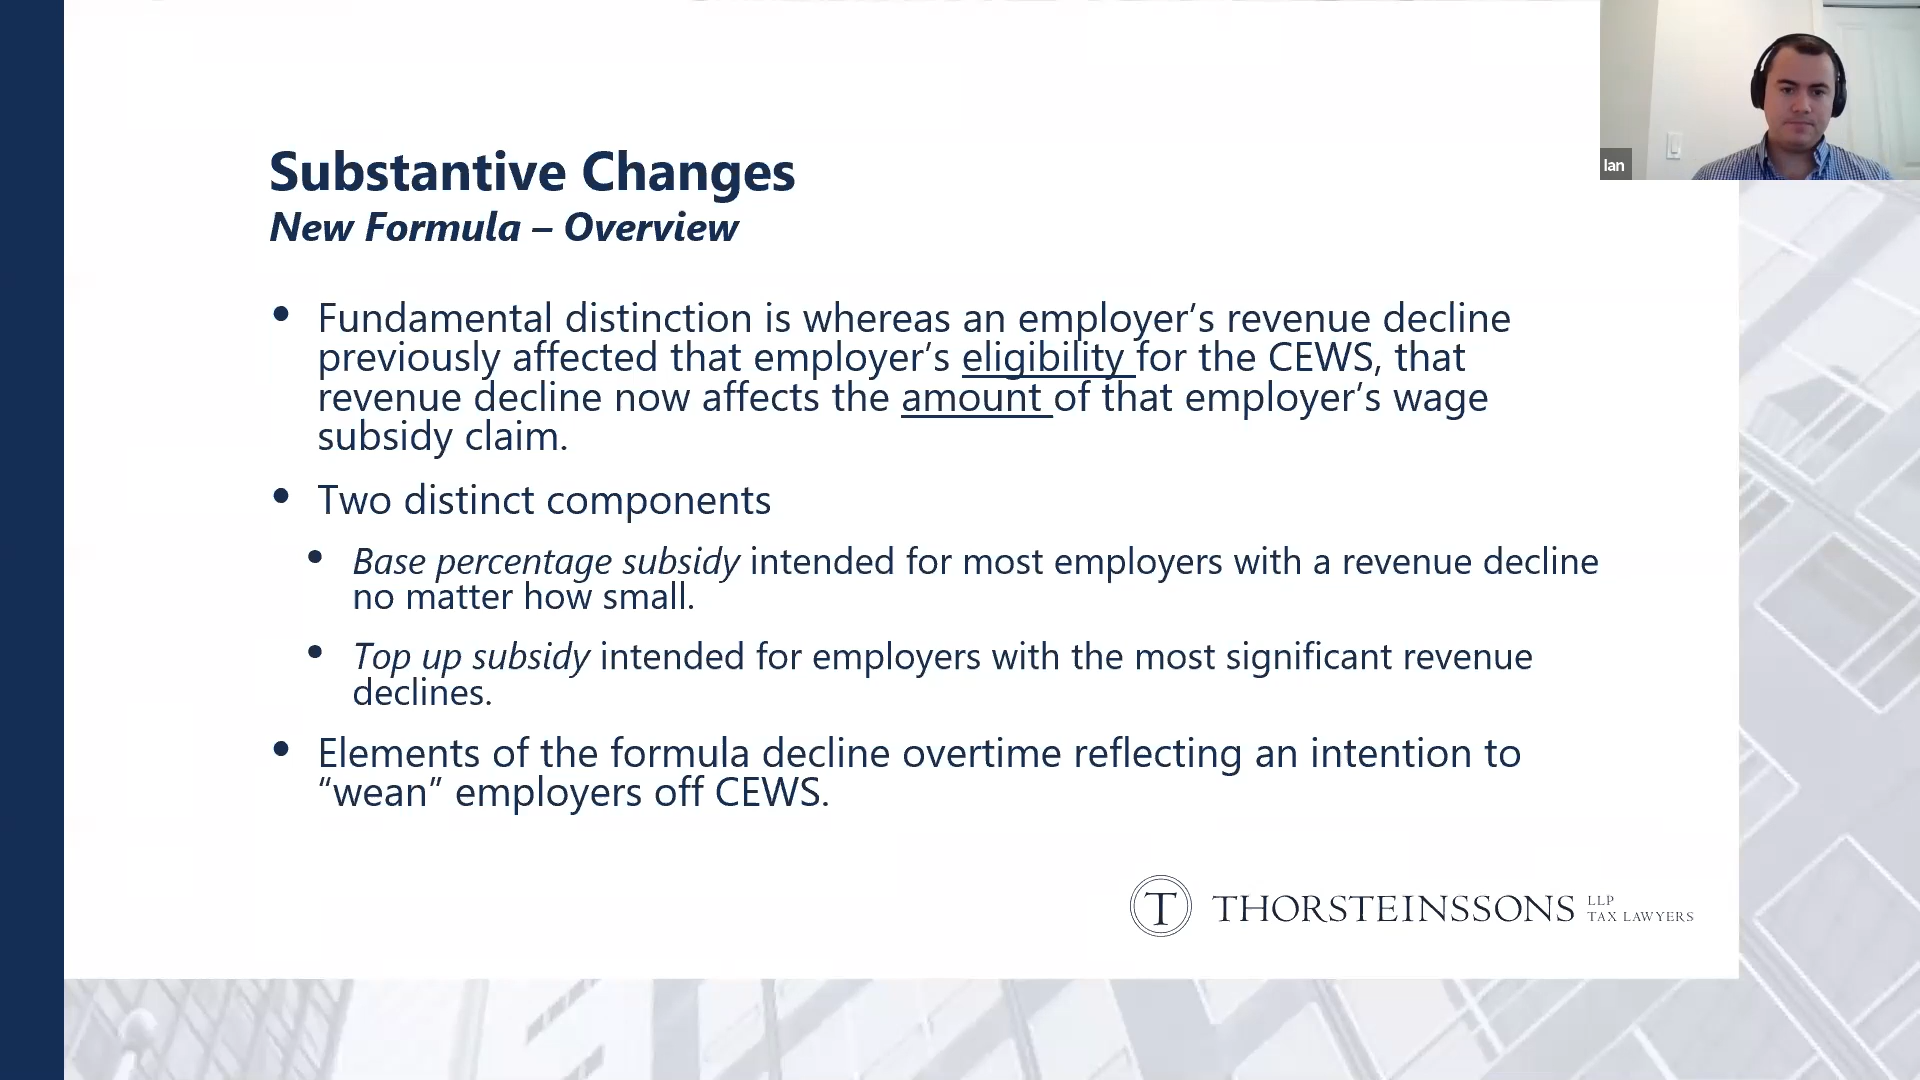 Substantive Changes
New Formula – Overview
• Fundamental distinction is whereas an employer’s revenue decline
previously affected that employer’s eligibility for the CEWS, that
revenue decline now affects the amount of that employer’s wage
subsidy claim.
• Two distinct components
• Base percentage subsidy intended for most employers with a revenue decline
no matter how small.
• Top up subsidy intended for employers with the most significant revenue
declines.
• Elements of the formula decline overtime reflecting an intention to
“wean” employers off CEWS.
T THORSTEINSSONS LLP
TAX LAWYERS
Ian